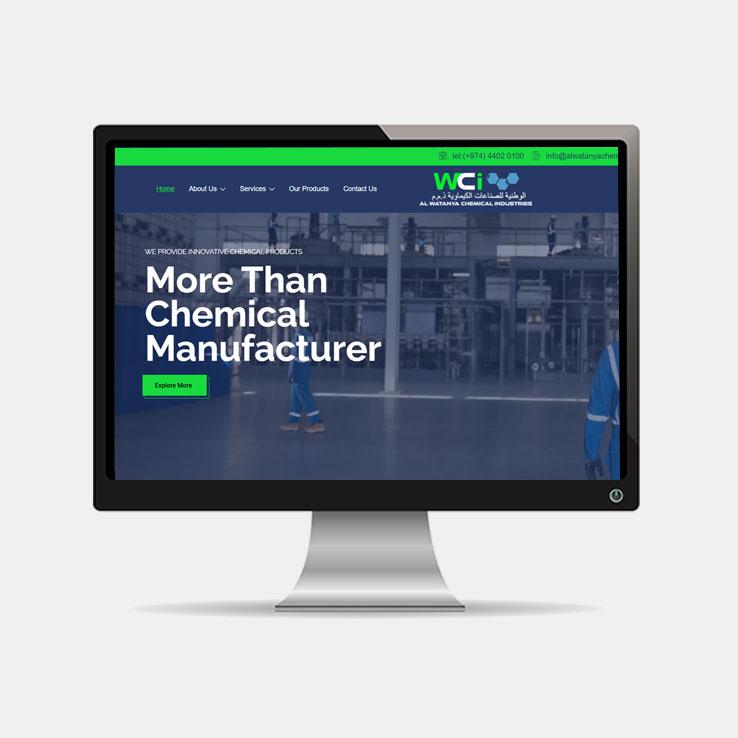 tel:(+974) 4402 0100 info@alwatanyachem
Home About Us Services Our Products Contact Us
WCi
الوطنية للصناعات الكيماوية ذ.م.م
AL WATANYA CHEMICAL INDUSTRIES
WE PROVIDE INNOVATIVE CHEMICAL PRODUCTS
More Than
Chemical
Manufacturer
Explore More